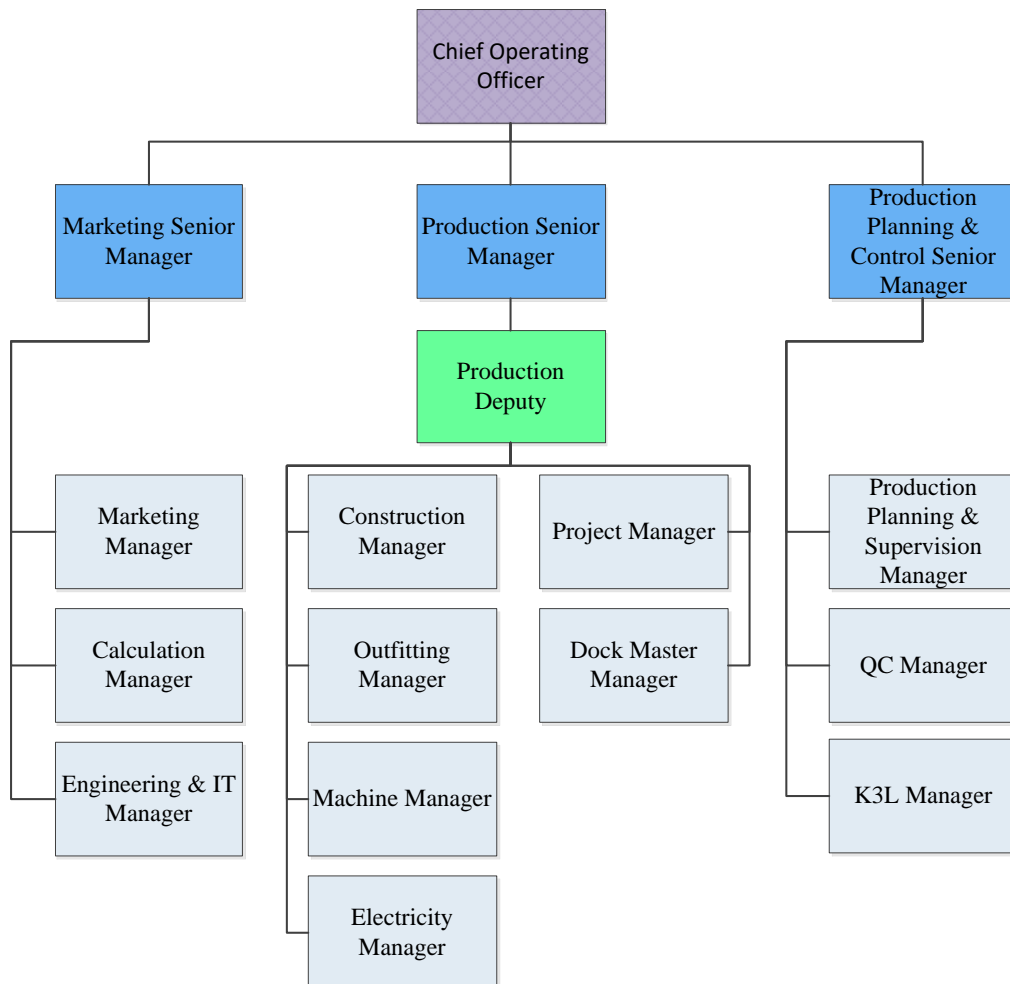 Chief Operating
Officer
Marketing Senior
Manager
Production Senior
Manager
Production
Planning &
Control Senior
Manager
Production
Deputy
Marketing
Manager
Construction
Manager
Project Manager
Production
Planning &
Supervision
Manager
Calculation
Manager
Outfitting
Manager
Dock Master
Manager
QC Manager
Engineering & IT
Manager
Machine Manager
K3L Manager
Electricity
Manager